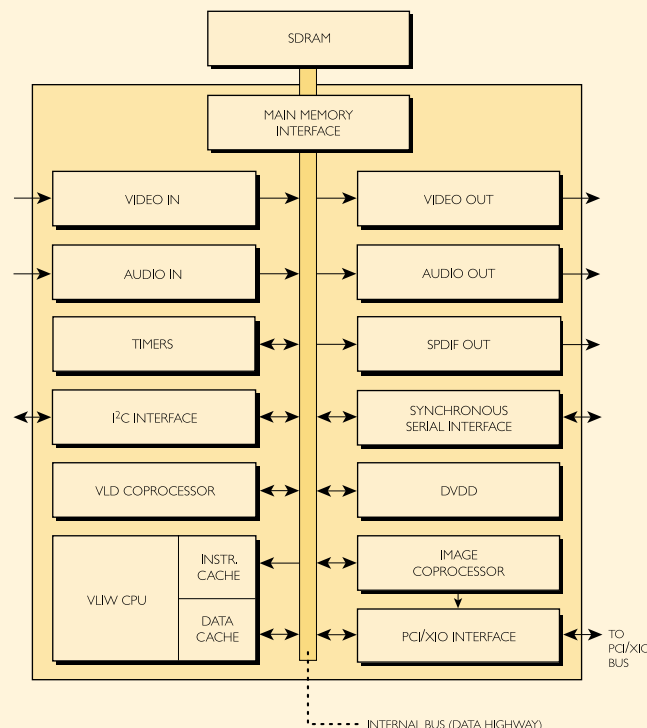 SDRAM
MAIN MEMORY
INTERFACE
VIDEO IN
VIDEO OUT
AUDIO IN
AUDIO OUT
TIMERS
SPDIF OUT
I²C INTERFACE
SYNCHRONOUS
SERIAL INTERFACE
VLD COPROCESSOR
DVDD
VLIW CPU
INSTR.
CACHE
DATA
CACHE
IMAGE
COPROCESSOR
PCI/XIO INTERFACE
TO
PCI/XIO
BUS
INTERNAL BUS (DATA HIGHWAY)